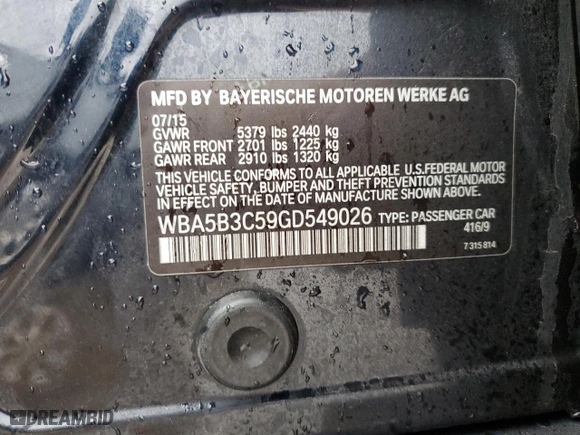 MFD BY BAYERISCHE MOTOREN WERKE AG
07/15
GVWR 5379 lbs 2440 kg
GAWR FRONT 2701 lbs 1225 kg
GAWR REAR 2910 lbs 1320 kg
THIS VEHICLE CONFORMS TO ALL APPLICABLE U.S.FEDERAL MOTOR
VEHICLE SAFETY, BUMPER AND THEFT PREVENTION STANDARDS
IN EFFECT ON THE DATE OF MANUFACTURE SHOWN ABOVE.
WBA5B3C59GD549026 TYPE: PASSENGER CAR
416/9
7 315 814
DREAMBID